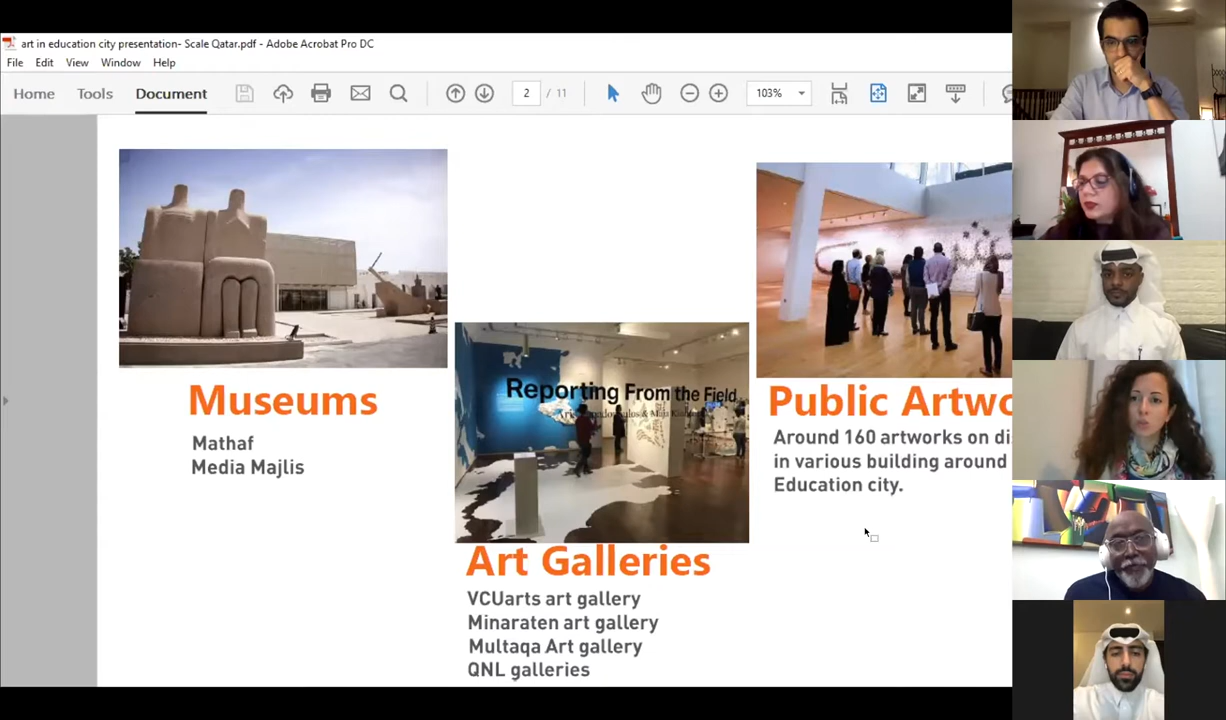 art in education city presentation- Scale Qatar.pdf - Adobe Acrobat Pro DC
File Edit View Window Help
Home Tools Document 2 / 11 103%
Museums
Mathaf
Media Majlis
Reporting From the Field
Art Galleries
VCUarts art gallery
Minaraten art gallery
Multaqa Art gallery
QNL galleries
Public Artwo
Around 160 artworks on di
in various building around
Education city.